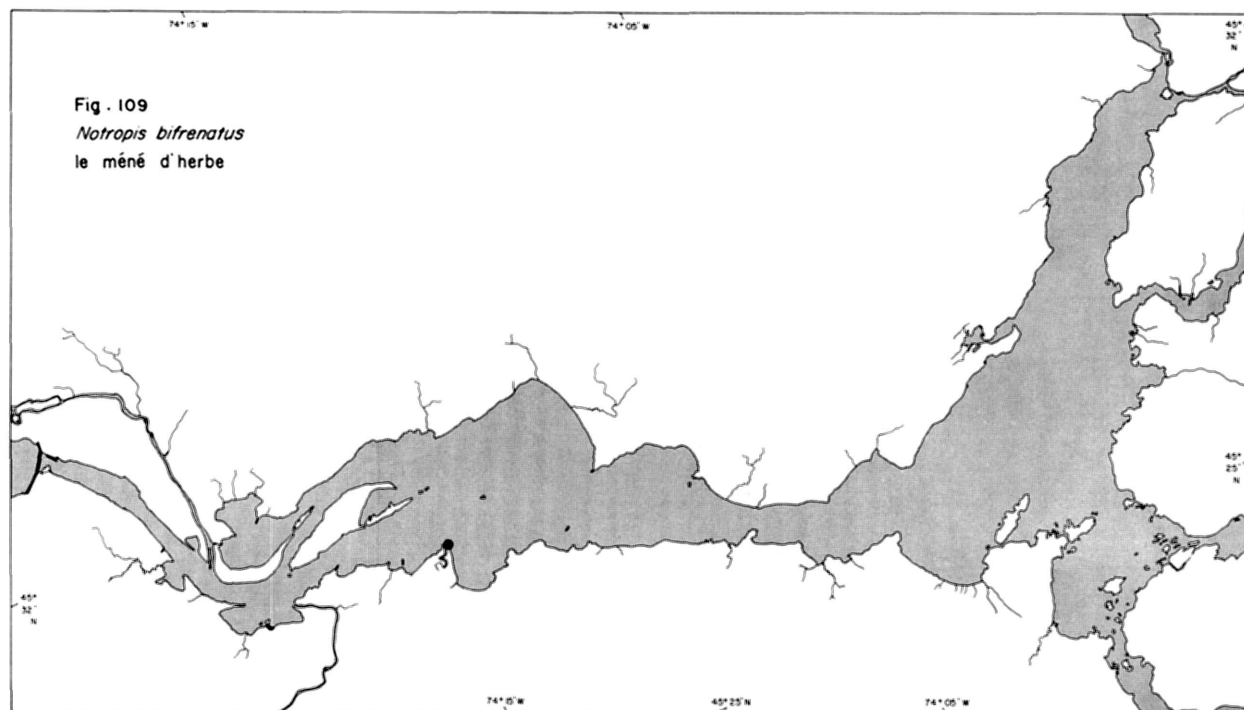 74°15' W
74°05' W
45°
32'
N
Fig. 109
Notropis bifrenatus
le méné d'herbe
45°
25'
N
45°
32'
N
74°15' W
45°25' N
74°05' W